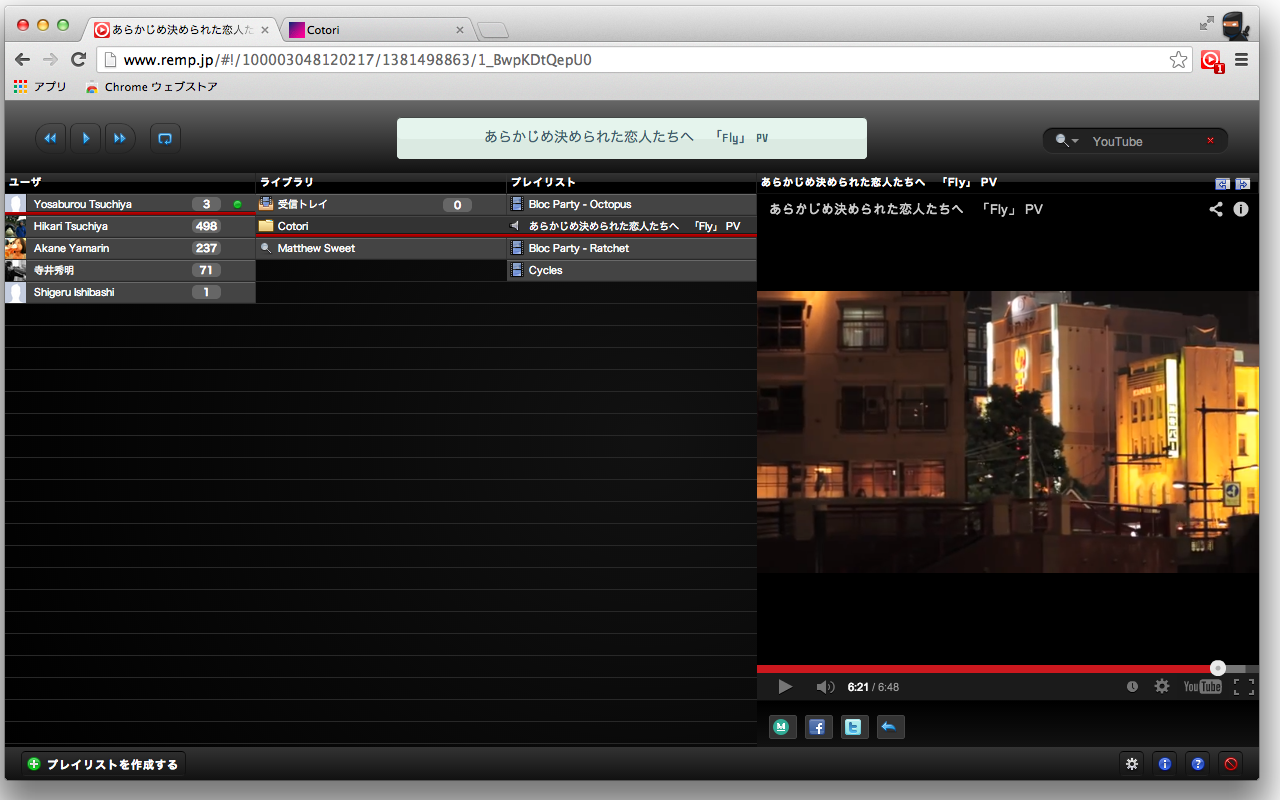 あらかじめ決められた恋人た
Cotori
www.remp.jp/#!/100003048120217/1381498863/1_BwpKDtQepU0
1
アプリ
Chrome ウェブストア
あらかじめ決められた恋人たちへ 「Fly」 PV
YouTube
ユーザ
ライブラリ
プレイリスト
あらかじめ決められた恋人たちへ 「Fly」 PV
Yosaburou Tsuchiya 3
受信トレイ 0
Bloc Party - Octopus
あらかじめ決められた恋人たちへ 「Fly」 PV
Hikari Tsuchiya 498
Cotori
あらかじめ決められた恋人たちへ 「Fly」 PV
Akane Yamarin 237
Matthew Sweet
Bloc Party - Ratchet
寺井秀明 71
Cycles
Shigeru Ishibashi 1
6:21 / 6:48
YouTube
プレイリストを作成する